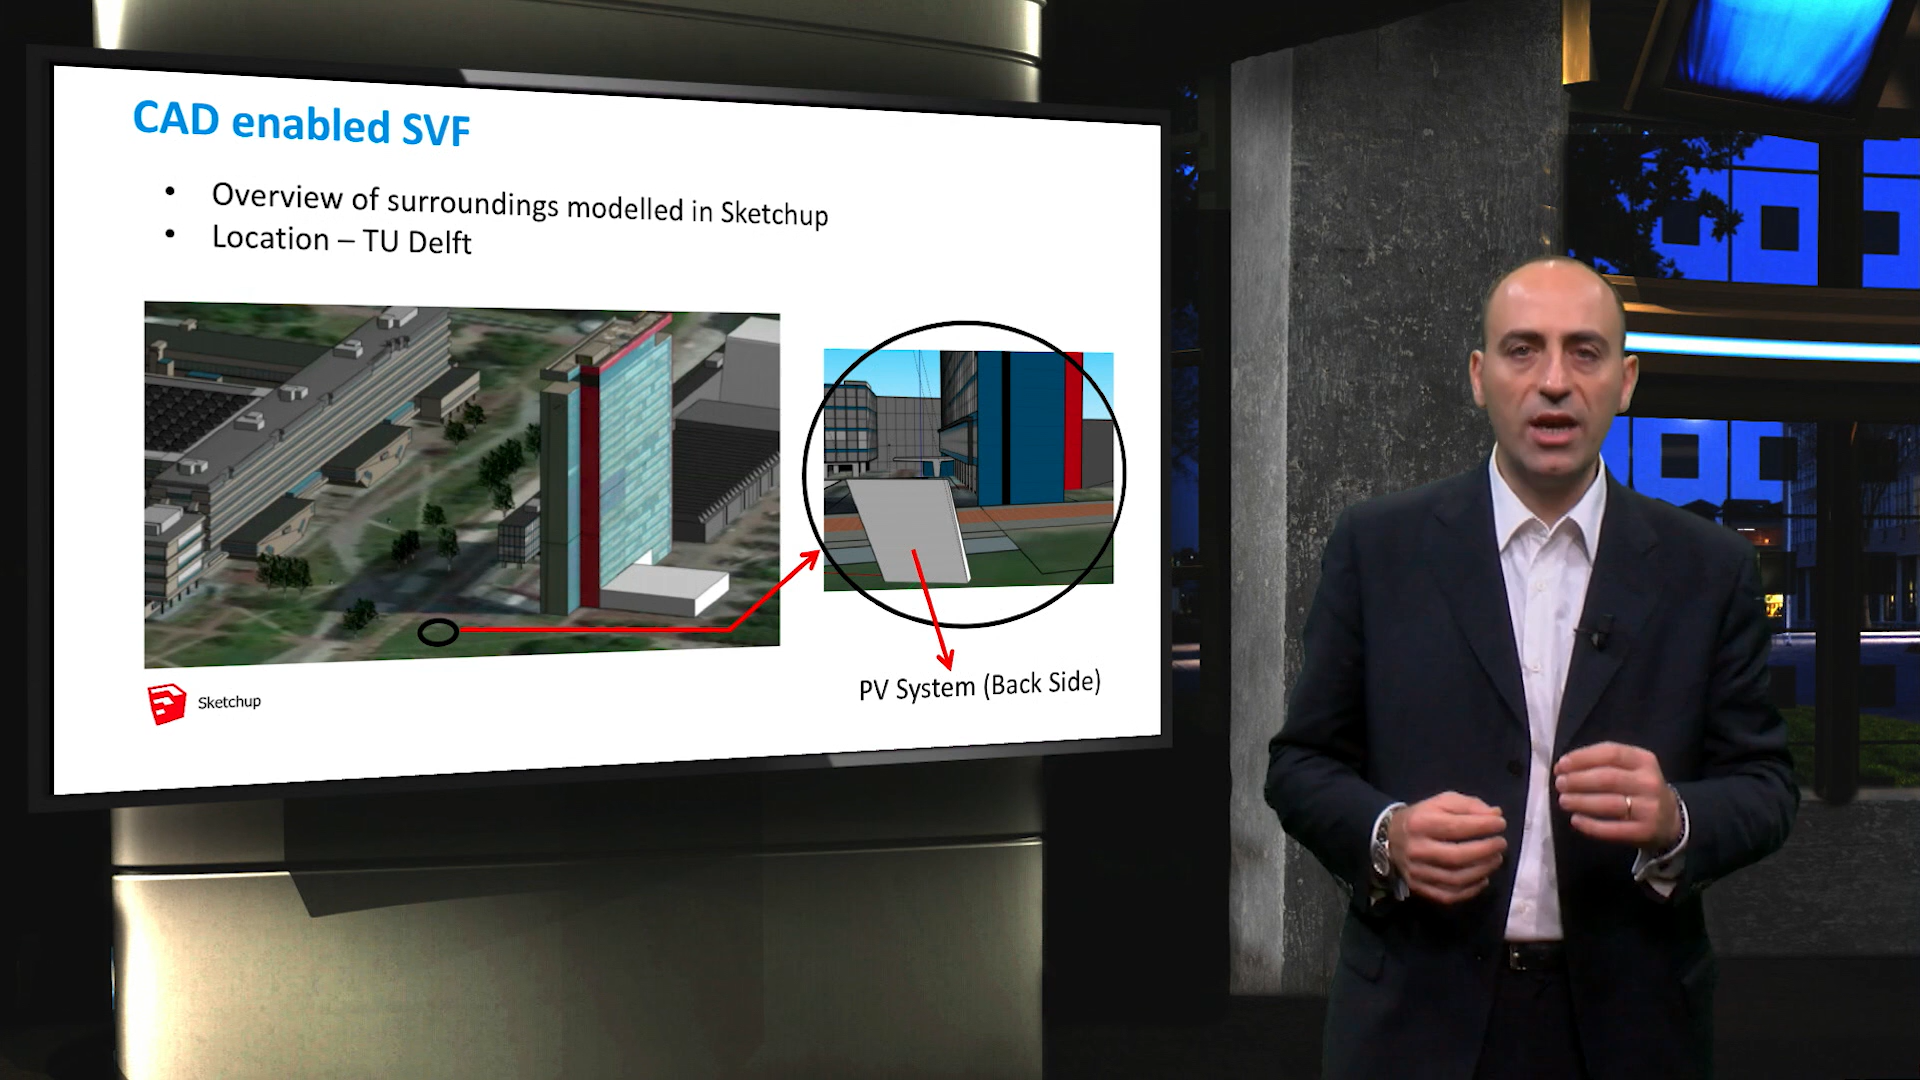 CAD enabled SVF
• Overview of surroundings modelled in Sketchup
• Location – TU Delft
PV System (Back Side)
Sketchup